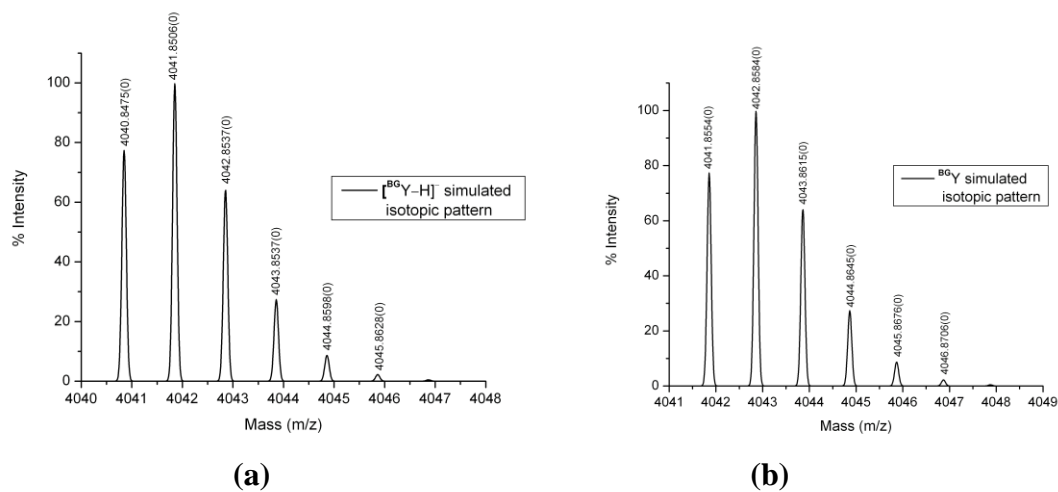 4040.8475(0)
4041.8506(0)
4042.8537(0)
4043.8537(0)
4044.8598(0)
4045.8628(0)
100
80
60
40
20
0
% Intensity
[ᴮᴳY–H]⁻ simulated
isotopic pattern
4040 4041 4042 4043 4044 4045 4046 4047 4048
Mass (m/z)
(a)
4041.8554(0)
4042.8584(0)
4043.8615(0)
4044.8645(0)
4045.8676(0)
4046.8706(0)
100
80
60
40
20
0
% Intensity
ᴮᴳY simulated
isotopic pattern
4041 4042 4043 4044 4045 4046 4047 4048 4049
Mass (m/z)
(b)